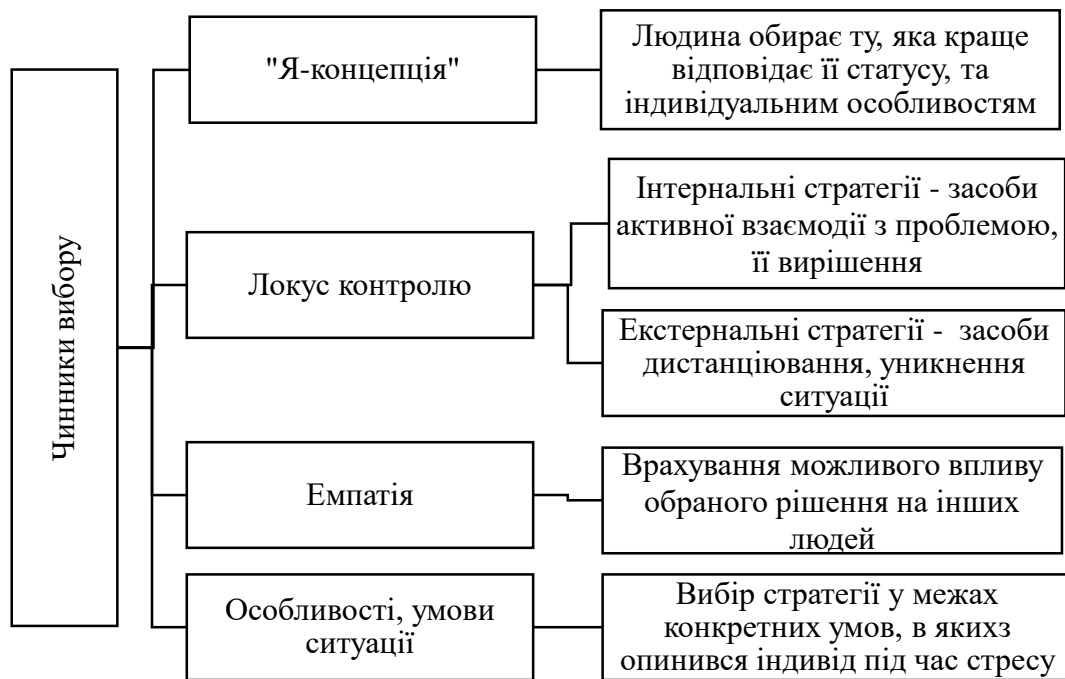 Чинники вибору
"Я-концепція"
Людина обирає ту, яка краще
відповідає її статусу, та
індивідуальним особливостям
Локус контролю
Інтернальні стратегії - засоби
активної взаємодії з проблемою,
її вирішення
Екстернальні стратегії -  засоби
дистанціювання, уникнення
ситуації
Емпатія
Врахування можливого впливу
обраного рішення на інших
людей
Особливості, умови
ситуації
Вибір стратегії у межах
конкретних умов, в якихз
опинився індивід під час стресу